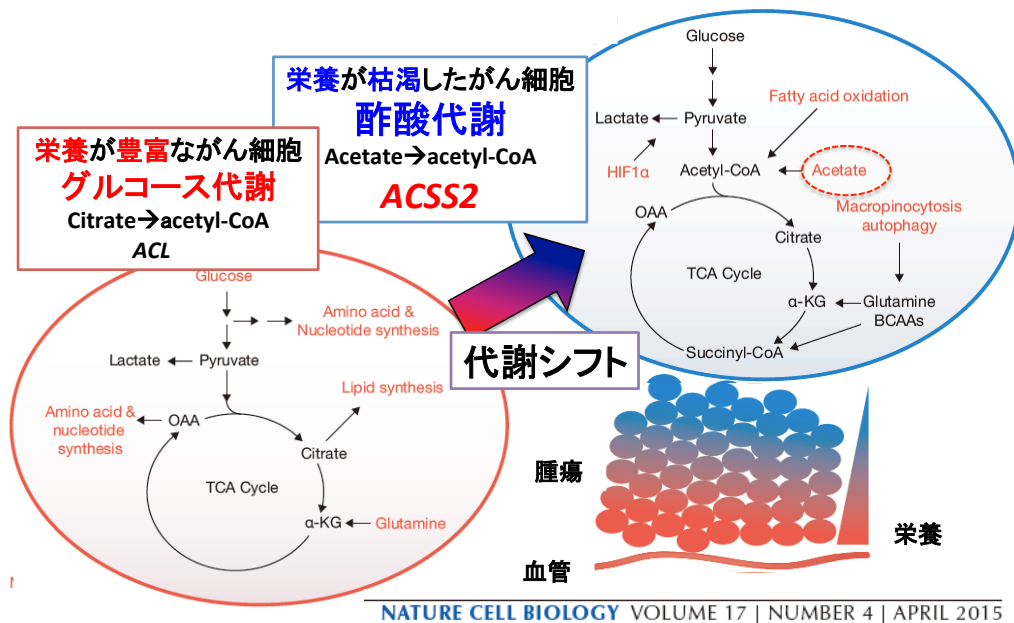 栄養が枯渇したがん細胞
酢酸代謝
Acetate→acetyl-CoA
ACSS2
栄養が豊富ながん細胞
グルコース代謝
Citrate→acetyl-CoA
ACL
Glucose
Fatty acid oxidation
Lactate
Pyruvate
HIF1α
Acetyl-CoA
Acetate
OAA
Macropinocytosis
autophagy
Citrate
TCA Cycle
α-KG
Glutamine
BCAAs
Succinyl-CoA
代謝シフト
Glucose
Amino acid &
Nucleotide synthesis
Lactate
Pyruvate
Lipid synthesis
Amino acid &
nucleotide
synthesis
OAA
Citrate
TCA Cycle
α-KG
Glutamine
腫瘍
栄養
血管
NATURE CELL BIOLOGY VOLUME 17 | NUMBER 4 | APRIL 2015